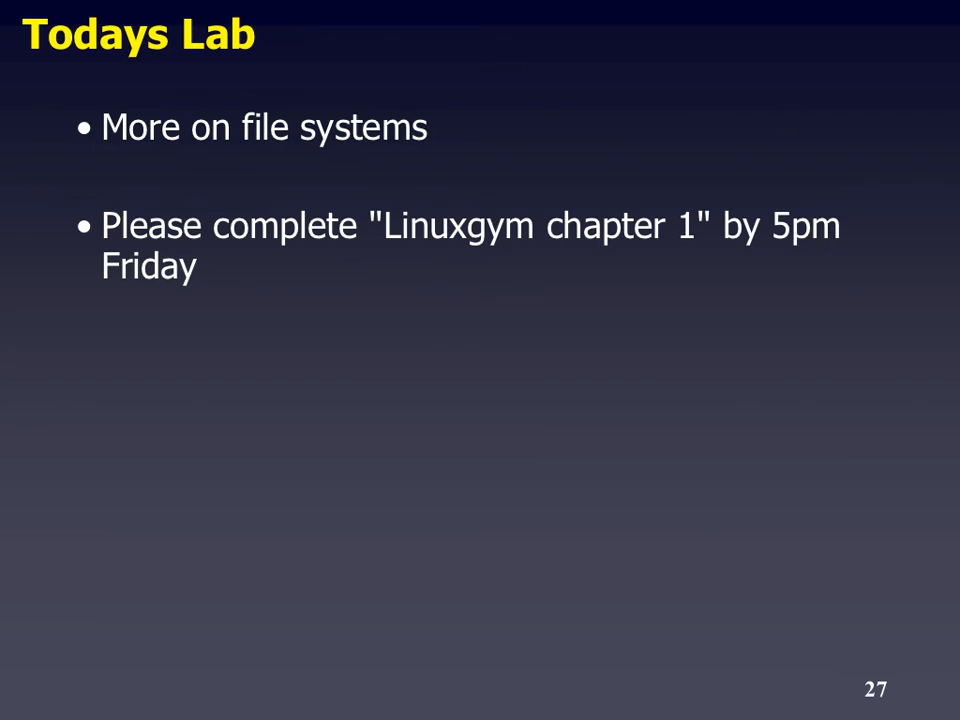 Todays Lab
• More on file systems
• Please complete "Linuxgym chapter 1" by 5pm
Friday
27